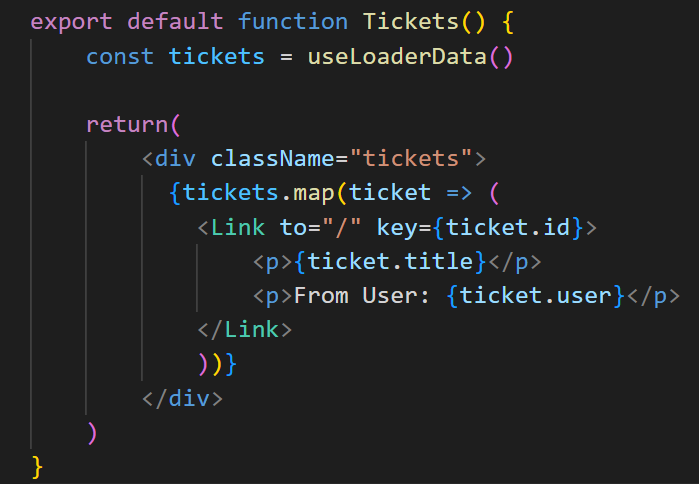 export default function Tickets() {
    const tickets = useLoaderData()

    return(
        <div className="tickets">
          {tickets.map(ticket => (
            <Link to="/" key={ticket.id}>
                <p>{ticket.title}</p>
                <p>From User: {ticket.user}</p>
            </Link>
            ))}
        </div>
    )
}